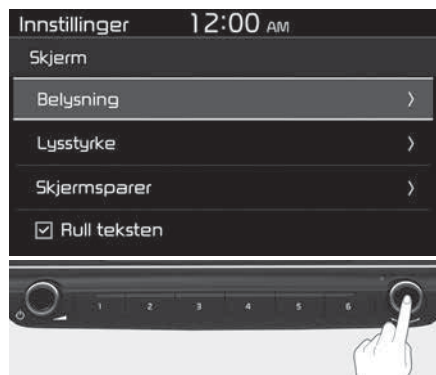 Innstillinger 12:00 AM
Skjerm
Belysning
Lysstyrke
Skjermsparer
Rull teksten
1 2 3 4 5 6